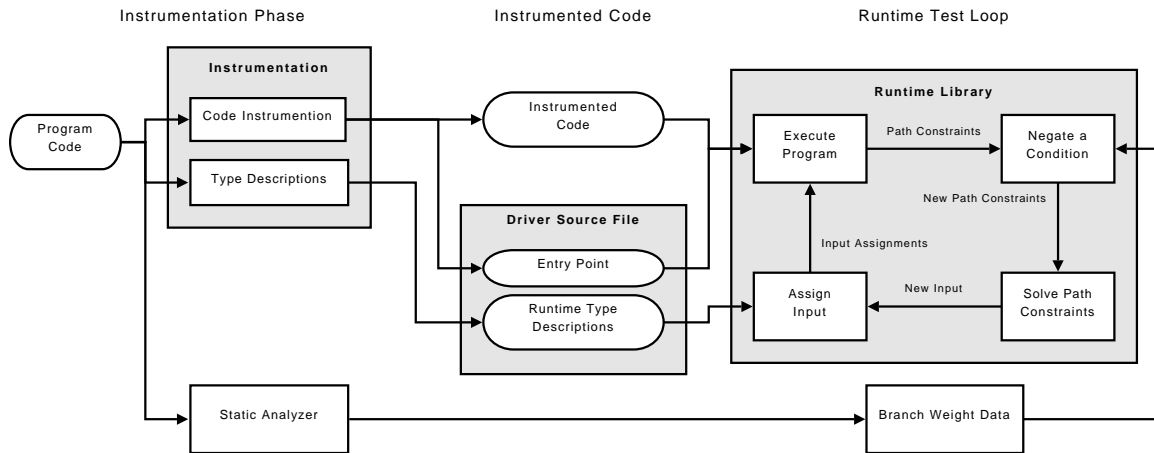 Instrumentation Phase
Instrumented Code
Runtime Test Loop
Instrumentation
Code Instrumention
Type Descriptions
Program
Code
Instrumented
Code
Driver Source File
Entry Point
Runtime Type
Descriptions
Runtime Library
Execute
Program
Path Constraints
Negate a
Condition
New Path Constraints
Input Assignments
Assign
Input
New Input
Solve Path
Constraints
Static Analyzer
Branch Weight Data